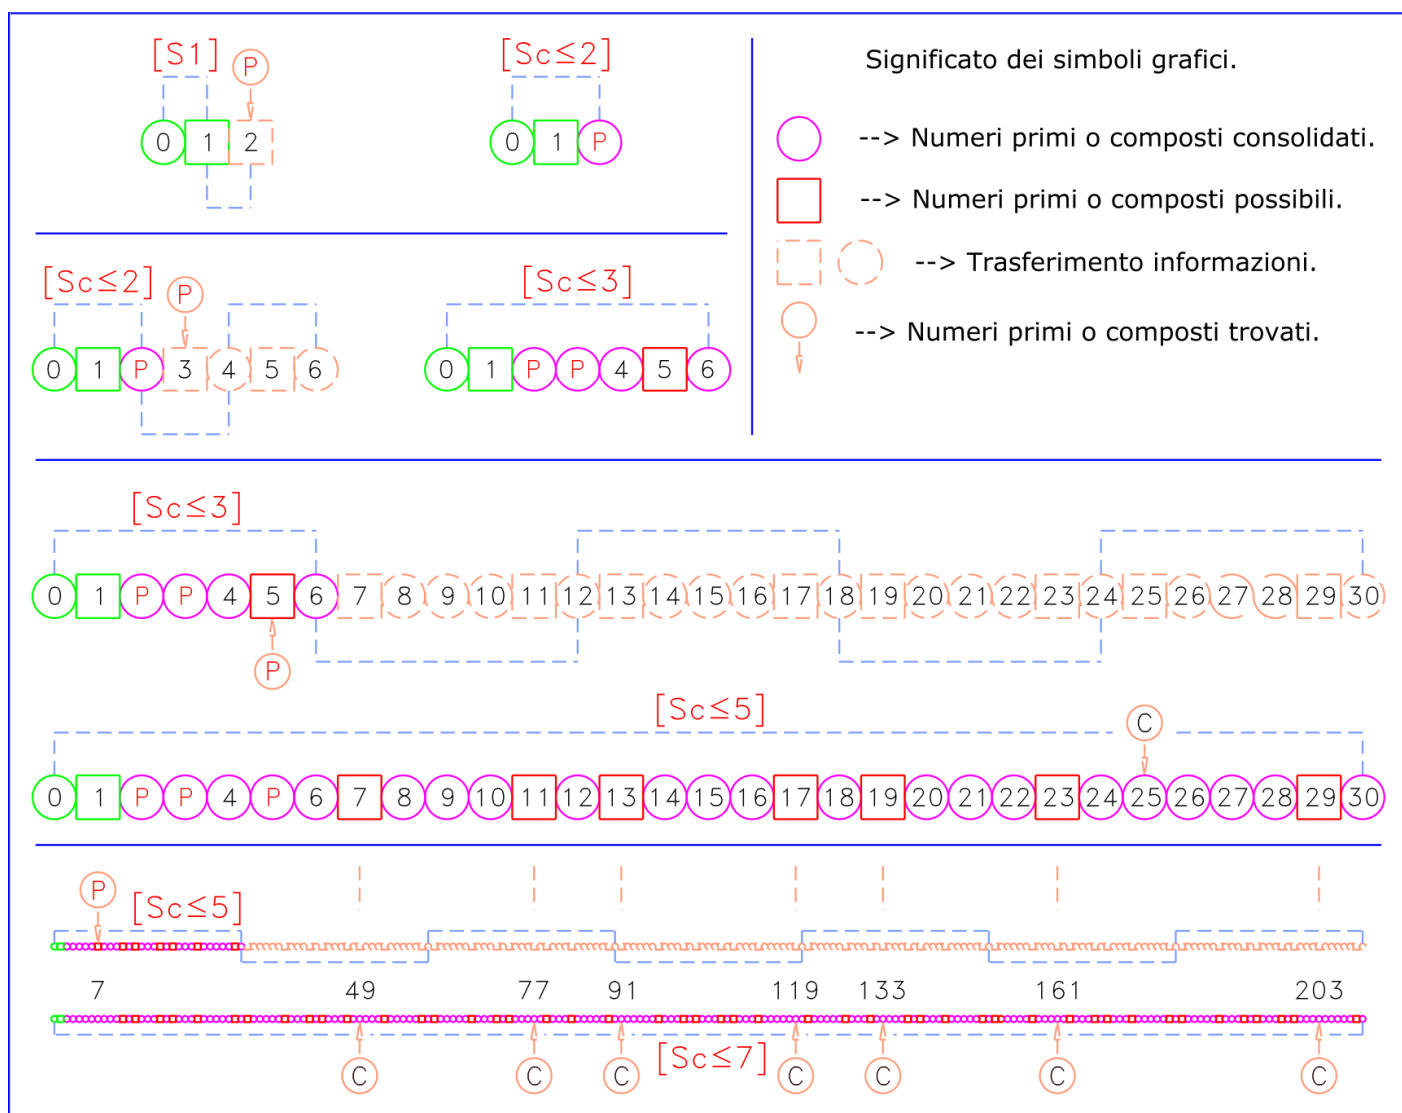 [S1]
P
0 1 2
[Sc≤2]
0 1 P
Significato dei simboli grafici.
--> Numeri primi o composti consolidati.
--> Numeri primi o composti possibili.
--> Trasferimento informazioni.
--> Numeri primi o composti trovati.
[Sc≤2]
P
0 1 P 3 4 5 6
[Sc≤3]
0 1 P P 4 5 6
[Sc≤3]
0 1 P P 4 5 6 7 8 9 10 11 12 13 14 15 16 17 18 19 20 21 22 23 24 25 26 27 28 29 30
P
[Sc≤5]
C
0 1 P P 4 P 6 7 8 9 10 11 12 13 14 15 16 17 18 19 20 21 22 23 24 25 26 27 28 29 30
P
[Sc≤5]
7 49 77 91 119 133 161 203
[Sc≤7]
C C C C C C C